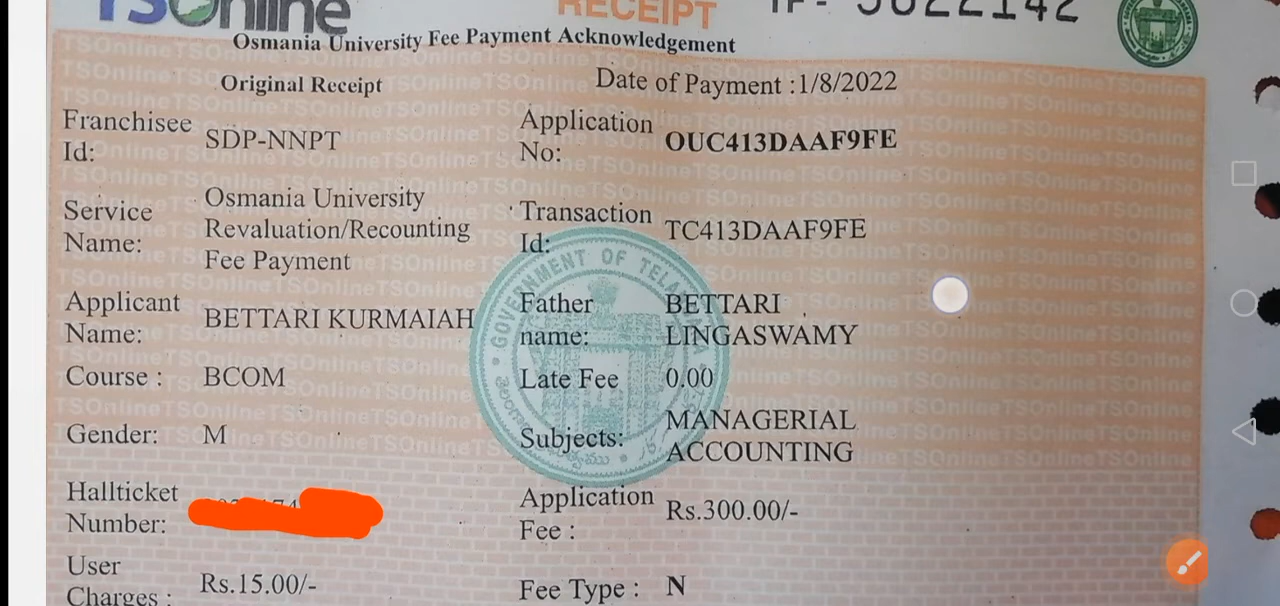 TSOnline RECEIPT
Osmania University Fee Payment Acknowledgement
Original Receipt Date of Payment :1/8/2022
Franchisee Id: SDP-NNPT Application No: OUC413DAAF9FE
Service Name: Osmania University Revaluation/Recounting Fee Payment Transaction Id: TC413DAAF9FE
Applicant Name: BETTARI KURMAIAH Father name: BETTARI LINGASWAMY
Course : BCOM Late Fee 0.00
Gender: M Subjects: MANAGERIAL ACCOUNTING
Hallticket Number: Application Fee : Rs.300.00/-
User Charges : Rs.15.00/- Fee Type : N
GOVERNMENT OF